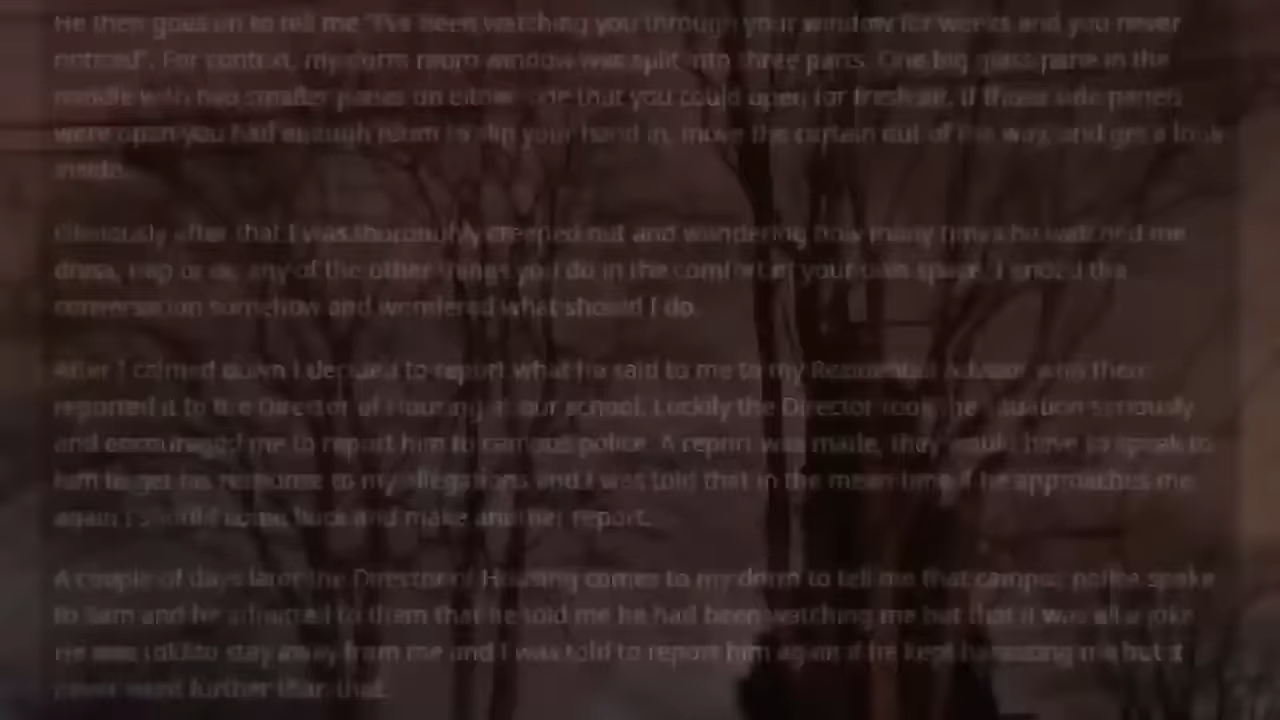 He then goes on to tell me "I've been watching you through your window for weeks and you never
noticed". For context, my dorm room window was split into three parts. One big glass pane in the
middle with two smaller panes on either side that you could open for fresh air. If those side panes
were open you had enough room to slip your hand in, move the curtain out of the way, and get a look
inside.
Obviously after that I was thoroughly creeped out and wondering how many times he watched me
dress, nap or do any of the other things you do in the comfort of your own space. I ended the
conversation somehow and wondered what should I do.
After I calmed down I decided to report what he said to me to my Residential Advisor who then
reported it to the Director of Housing at our school. Luckily the Director took the situation seriously
and encouraged me to report him to campus police. A report was made, they would have to speak to
him to get his response to my allegations and I was told that in the mean time if he approaches me
again I should come back and make another report.
A couple of days later the Director of Housing comes to my dorm to tell me that campus police spoke
to Sam and he admitted to them that he told me he had been watching me but that it was all a joke
He was told to stay away from me and I was told to report him again if he kept harassing me but it
never went further than that.